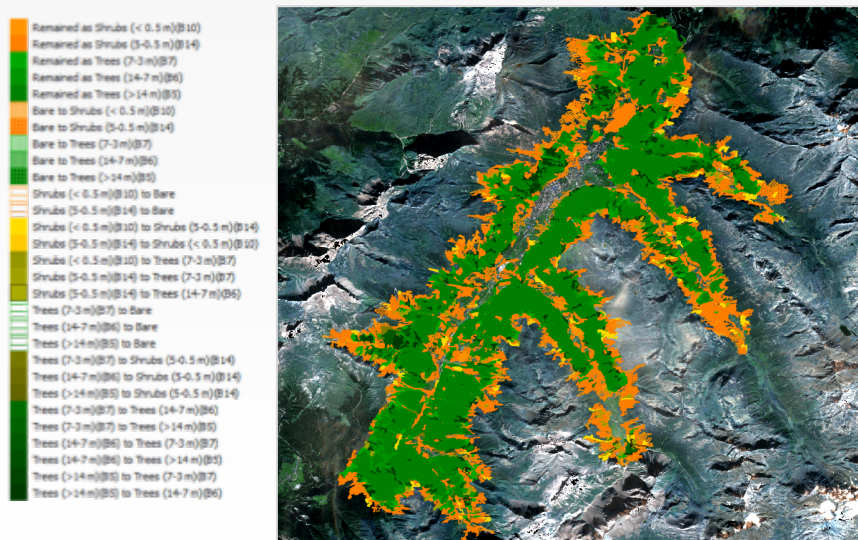 Remained as Shrubs (< 0.5 m)(B10)
Remained as Shrubs (5-0.5 m)(B14)
Remained as Trees (7-3 m)(B7)
Remained as Trees (14-7 m)(B6)
Remained as Trees (>14 m)(B5)
Bare to Shrubs (< 0.5 m)(B10)
Bare to Shrubs (5-0.5 m)(B14)
Bare to Trees (7-3 m)(B7)
Bare to Trees (14-7 m)(B6)
Bare to Trees (>14 m)(B5)
Shrubs (< 0.5 m)(B10) to Bare
Shrubs (5-0.5 m)(B14) to Bare
Shrubs (< 0.5 m)(B10) to Shrubs (5-0.5 m)(B14)
Shrubs (5-0.5 m)(B14) to Shrubs (< 0.5 m)(B10)
Shrubs (< 0.5 m)(B10) to Trees (7-3 m)(B7)
Shrubs (5-0.5 m)(B14) to Trees (7-3 m)(B7)
Shrubs (5-0.5 m)(B14) to Trees (14-7 m)(B6)
Trees (7-3 m)(B7) to Bare
Trees (14-7 m)(B6) to Bare
Trees (>14 m)(B5) to Bare
Trees (7-3 m)(B7) to Shrubs (5-0.5 m)(B14)
Trees (14-7 m)(B6) to Shrubs (5-0.5 m)(B14)
Trees (>14 m)(B5) to Shrubs (5-0.5 m)(B14)
Trees (7-3 m)(B7) to Trees (14-7 m)(B6)
Trees (7-3 m)(B7) to Trees (>14 m)(B5)
Trees (14-7 m)(B6) to Trees (7-3 m)(B7)
Trees (14-7 m)(B6) to Trees (>14 m)(B5)
Trees (>14 m)(B5) to Trees (7-3 m)(B7)
Trees (>14 m)(B5) to Trees (14-7 m)(B6)